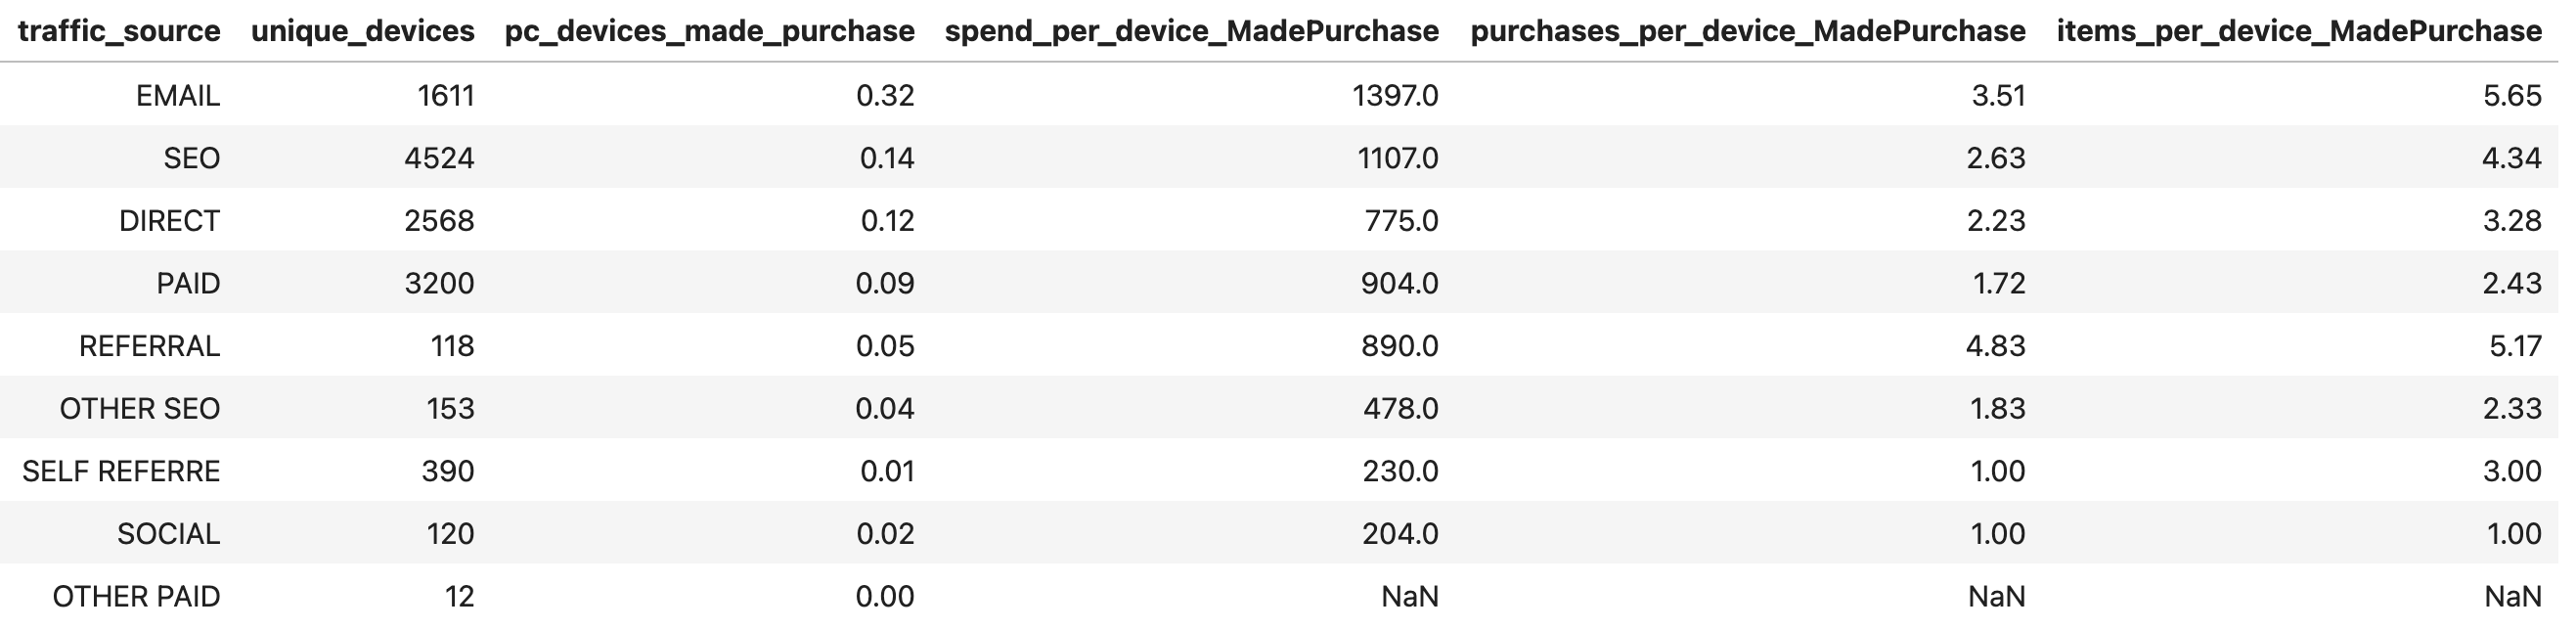 traffic_source unique_devices pc_devices_made_purchase spend_per_device_MadePurchase purchases_per_device_MadePurchase items_per_device_MadePurchase
EMAIL 1611 0.32 1397.0 3.51 5.65
SEO 4524 0.14 1107.0 2.63 4.34
DIRECT 2568 0.12 775.0 2.23 3.28
PAID 3200 0.09 904.0 1.72 2.43
REFERRAL 118 0.05 890.0 4.83 5.17
OTHER SEO 153 0.04 478.0 1.83 2.33
SELF REFERRE 390 0.01 230.0 1.00 3.00
SOCIAL 120 0.02 204.0 1.00 1.00
OTHER PAID 12 0.00 NaN NaN NaN